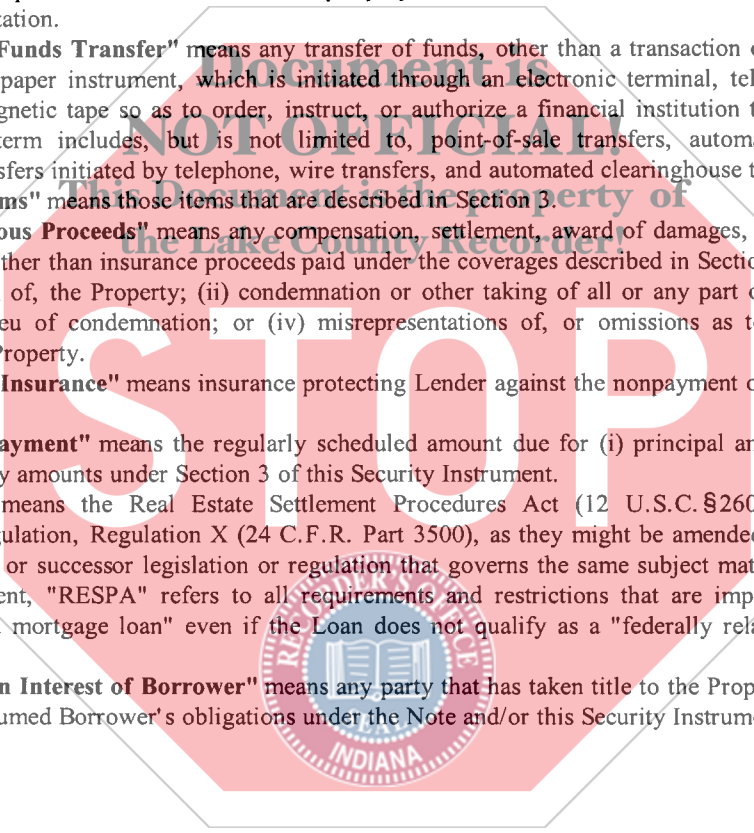 ation.
Funds Transfer" means any transfer of funds, other than a transaction
paper instrument, which is initiated through an electronic terminal, tel
gnetic tape so as to order, instruct, or authorize a financial institution t
term includes, but is not limited to, point-of-sale transfers, autom
sfers initiated by telephone, wire transfers, and automated clearinghouse t
ms" means those items that are described in Section 3.
ous Proceeds" means any compensation, settlement, award of damages,
ther than insurance proceeds paid under the coverages described in Sectio
of, the Property; (ii) condemnation or other taking of all or any part o
eu of condemnation; or (iv) misrepresentations of, or omissions as t
Property.
Insurance" means insurance protecting Lender against the nonpayment o
ayment" means the regularly scheduled amount due for (i) principal an
y amounts under Section 3 of this Security Instrument.
means the Real Estate Settlement Procedures Act (12 U.S.C. §260
gulation, Regulation X (24 C.F.R. Part 3500), as they might be amended
or successor legislation or regulation that governs the same subject mat
ent, "RESPA" refers to all requirements and restrictions that are imp
mortgage loan" even if the Loan does not qualify as a "federally rela
n Interest of Borrower" means any party that has taken title to the Prop
umed Borrower's obligations under the Note and/or this Security Instrum
Document is
NOT OFFICIAL!
This Document is the property of
the Lake County Recorder!
STOP
RECORDER'S OFFICE
SEAL
INDIANA